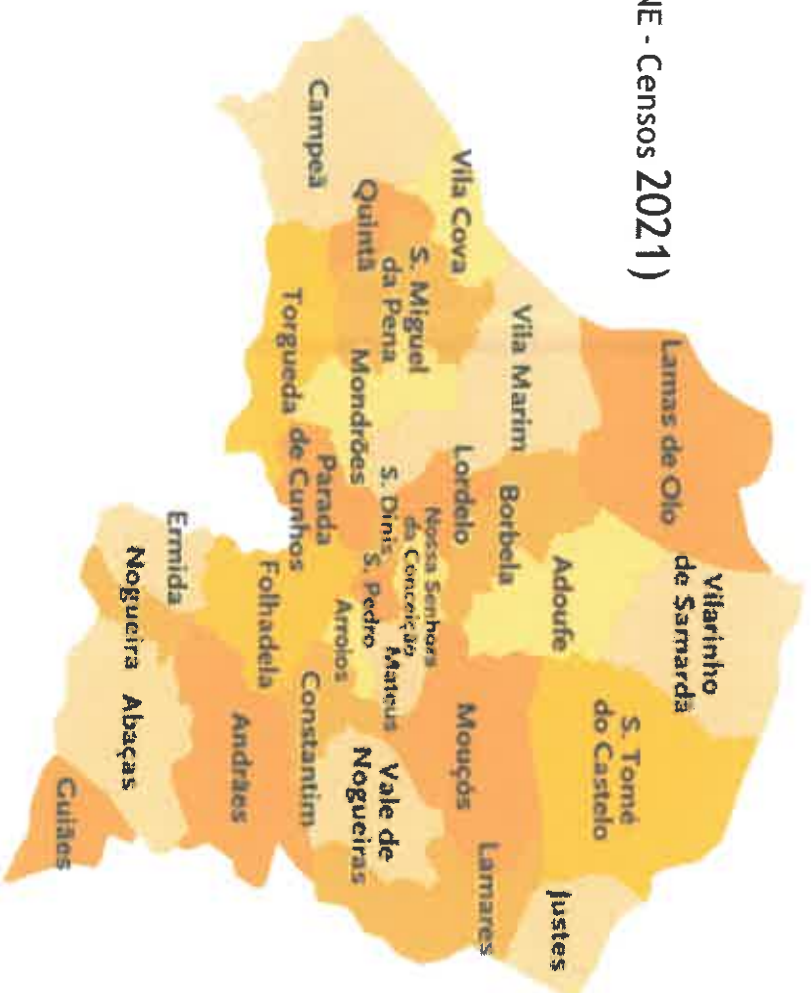 NE - Censos 2021)
Vilarinho
de Samardã
Lamas de Olo
S. Tomé
do Castelo
Adoufe
Justes
Vila Marim
Borbela
Lamares
Vila Cova
Lordelo
Mouçós
Nossa Senhora
da Conceição
S. Miguel
da Pena
S. Dinis
Mateus
Vale de
Nogueiras
Quintã
Mondrões
S. Pedro
Arroios
Campeã
Parada
de Cunhos
Constantim
Torgueda
Folhadela
Andrães
Ermida
Nogueira
Abaças
Guiães